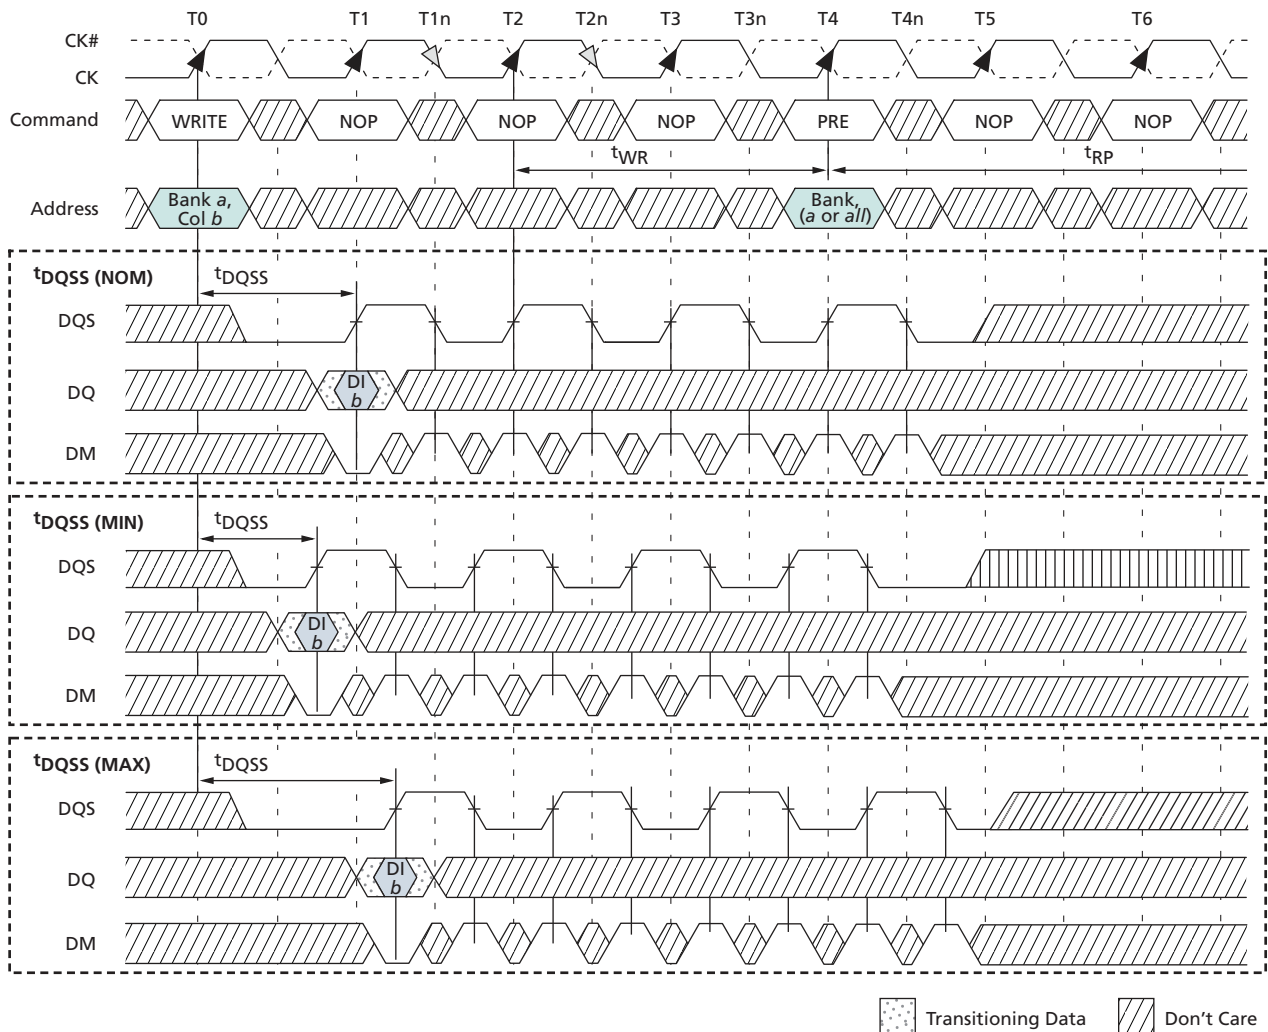 T0 T1 T1n T2 T2n T3 T3n T4 T4n T5 T6
CK#
CK
Command WRITE NOP NOP NOP PRE NOP NOP
tWR tRP
Address Bank a, Col b Bank, (a or all)
tDQSS (NOM) tDQSS
DQS
DQ DI b
DM
tDQSS (MIN) tDQSS
DQS
DQ DI b
DM
tDQSS (MAX) tDQSS
DQS
DQ DI b
DM
Transitioning Data Don't Care